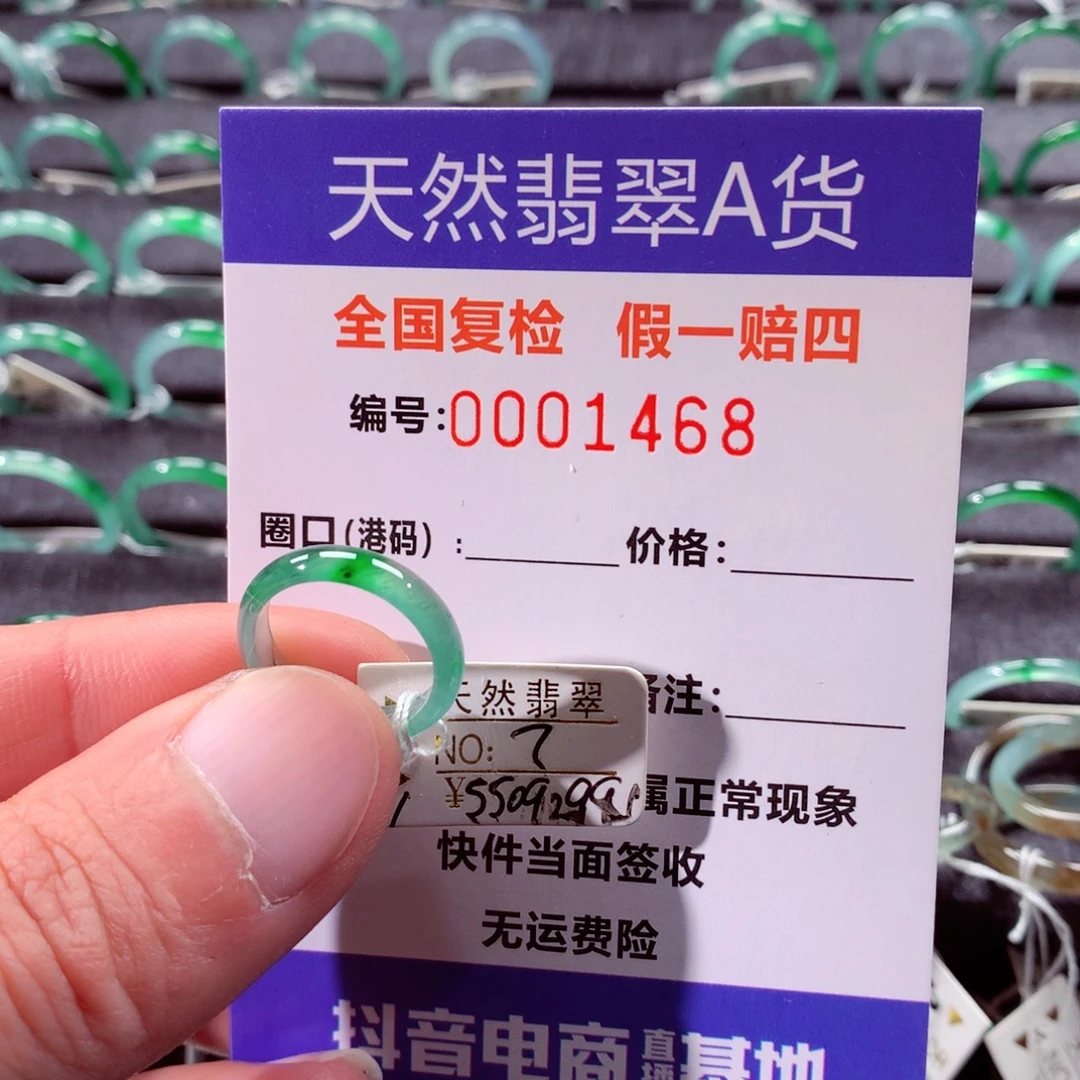 天然翡翠A货
全国复检 假一赔四
编号:0001468
圈口(港码):
价格:
备注:
天然翡翠
NO: 7
¥
属正常现象
快件当面签收
无运费险
抖音电商直播基地